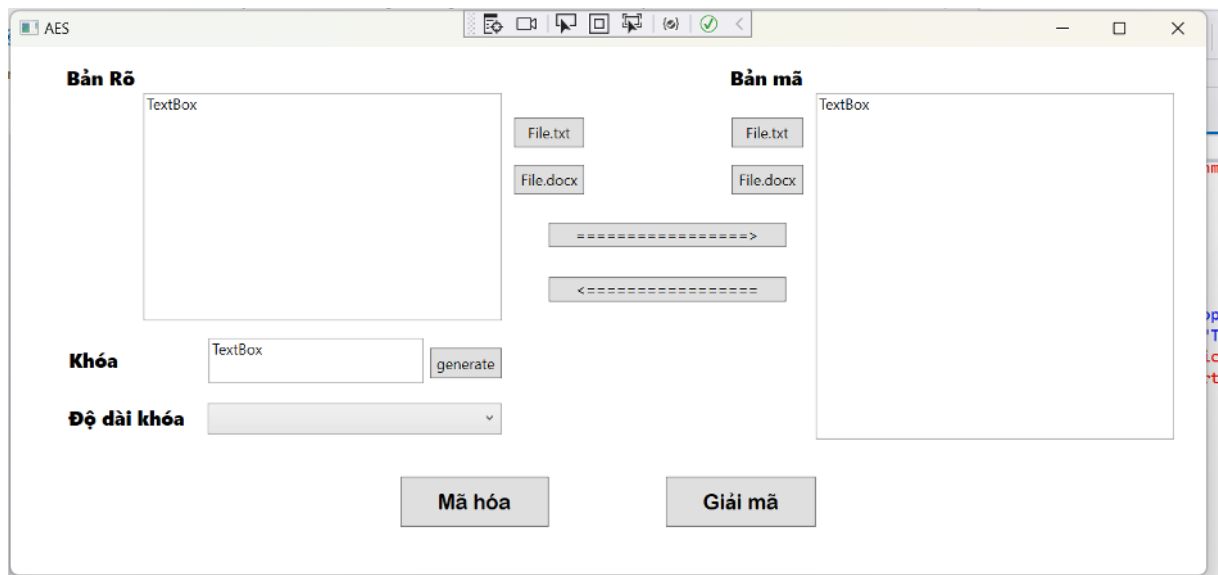 AES
Bản Rõ
Bản mã
TextBox
TextBox
File.txt
File.txt
File.docx
File.docx
=================>
<=================
Khóa
TextBox
generate
Độ dài khóa
Mã hóa
Giải mã